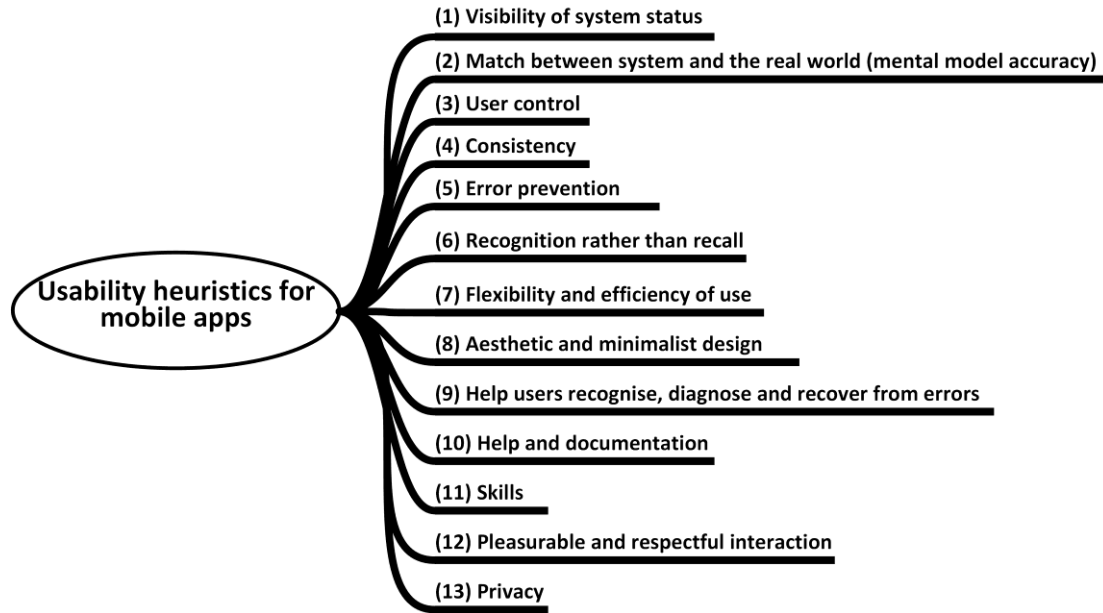 (1) Visibility of system status
(2) Match between system and the real world (mental model accuracy)
(3) User control
(4) Consistency
(5) Error prevention
(6) Recognition rather than recall
Usability heuristics for
mobile apps
(7) Flexibility and efficiency of use
(8) Aesthetic and minimalist design
(9) Help users recognise, diagnose and recover from errors
(10) Help and documentation
(11) Skills
(12) Pleasurable and respectful interaction
(13) Privacy